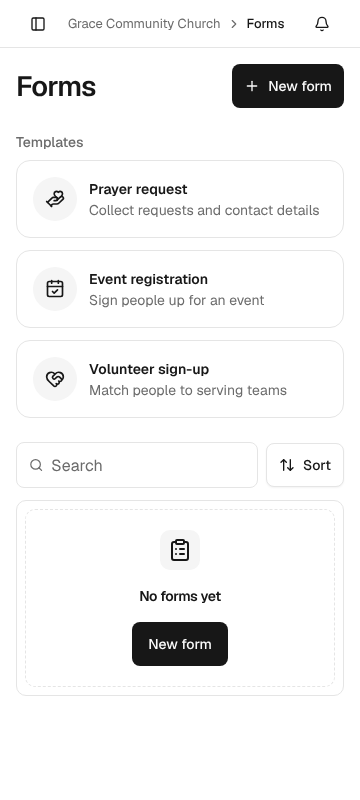 Grace Community Church > Forms
Forms
New form
Templates
Prayer request
Collect requests and contact details
Event registration
Sign people up for an event
Volunteer sign-up
Match people to serving teams
Search
Sort
No forms yet
New form